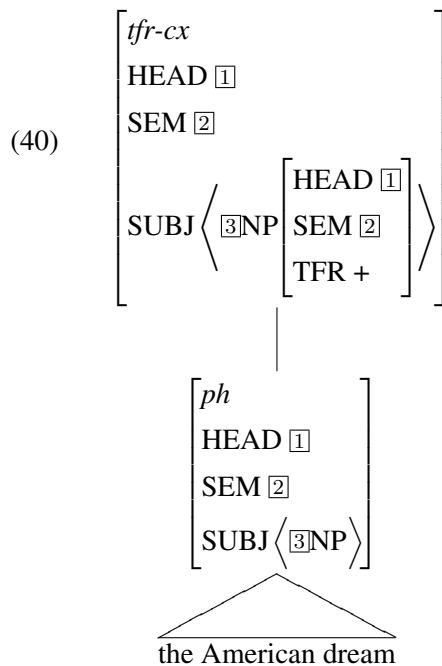 tfr-cx
HEAD 1
SEM 2
(40)
HEAD 1
SUBJ ⟨ 3NP SEM 2 ⟩
TFR +
ph
HEAD 1
SEM 2
SUBJ ⟨ 3NP ⟩
the American dream